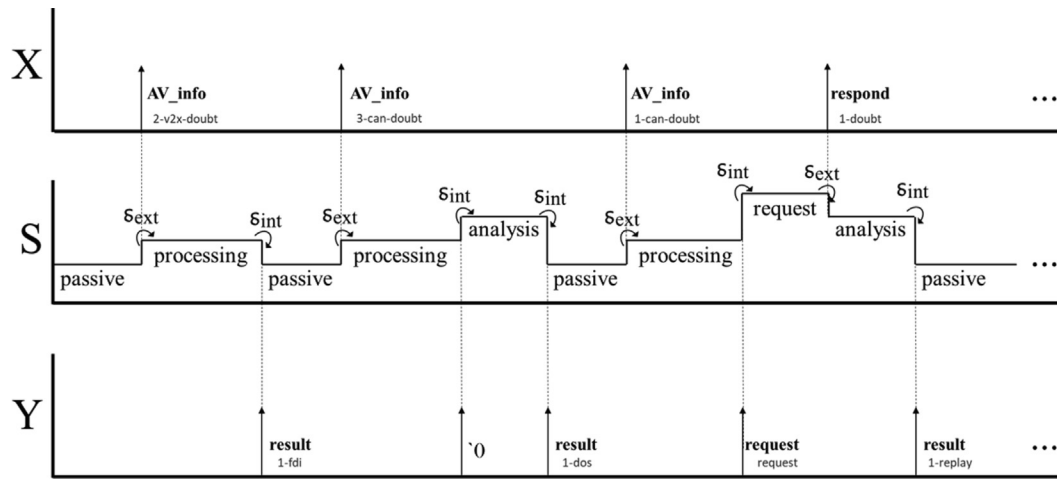 X
AV_info
2-v2x-doubt
AV_info
3-can-doubt
AV_info
1-can-doubt
respond
1-doubt
...
S
δext
δint
δext
δint
δint
δext
δint
δext
δint
passive
processing
passive
processing
analysis
passive
processing
request
analysis
passive
...
Y
result
1-fdi
`0
result
1-dos
request
request
result
1-replay
...